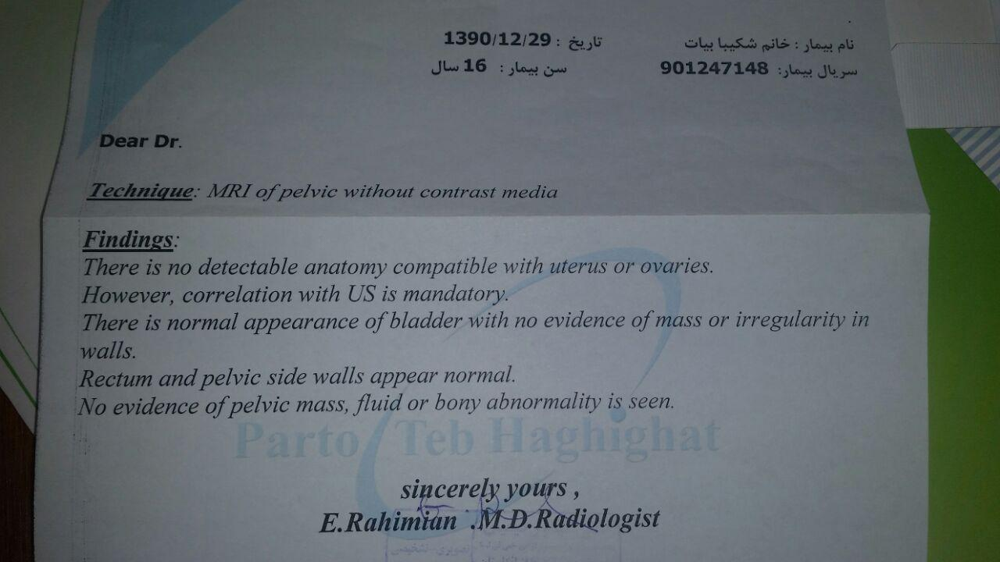 نام بیمار : خانم شکیبا بیات
تاریخ : 1390/12/29
سریال بیمار: 901247148
سن بیمار : 16 سال
Dear Dr.
Technique: MRI of pelvic without contrast media
Findings:
There is no detectable anatomy compatible with uterus or ovaries.
However, correlation with US is mandatory.
There is normal appearance of bladder with no evidence of mass or irregularity in
walls.
Rectum and pelvic side walls appear normal.
No evidence of pelvic mass, fluid or bony abnormality is seen.
Parto Teb Haghighat
sincerely yours ,
E.Rahimian .M.D.Radiologist